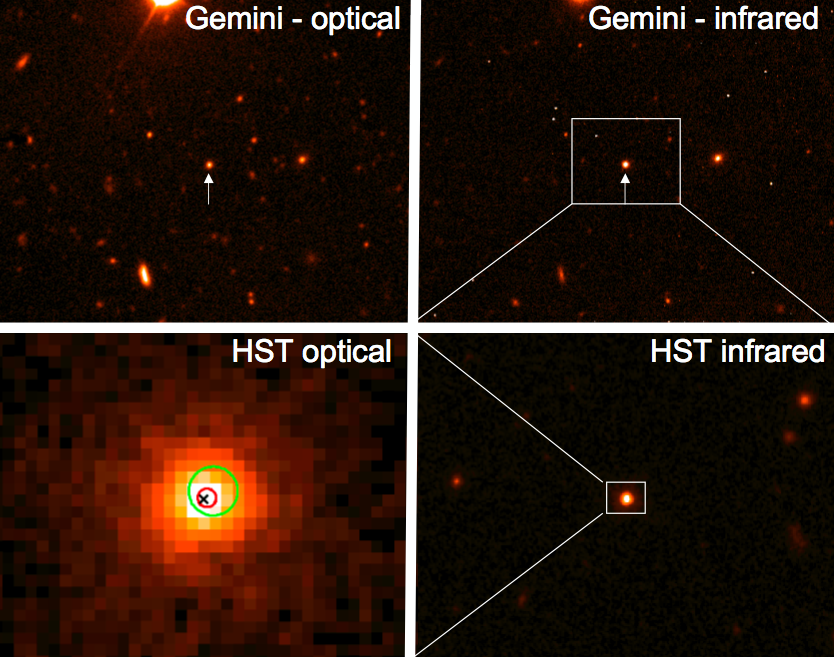 Gemini - optical
Gemini - infrared
HST optical
HST infrared